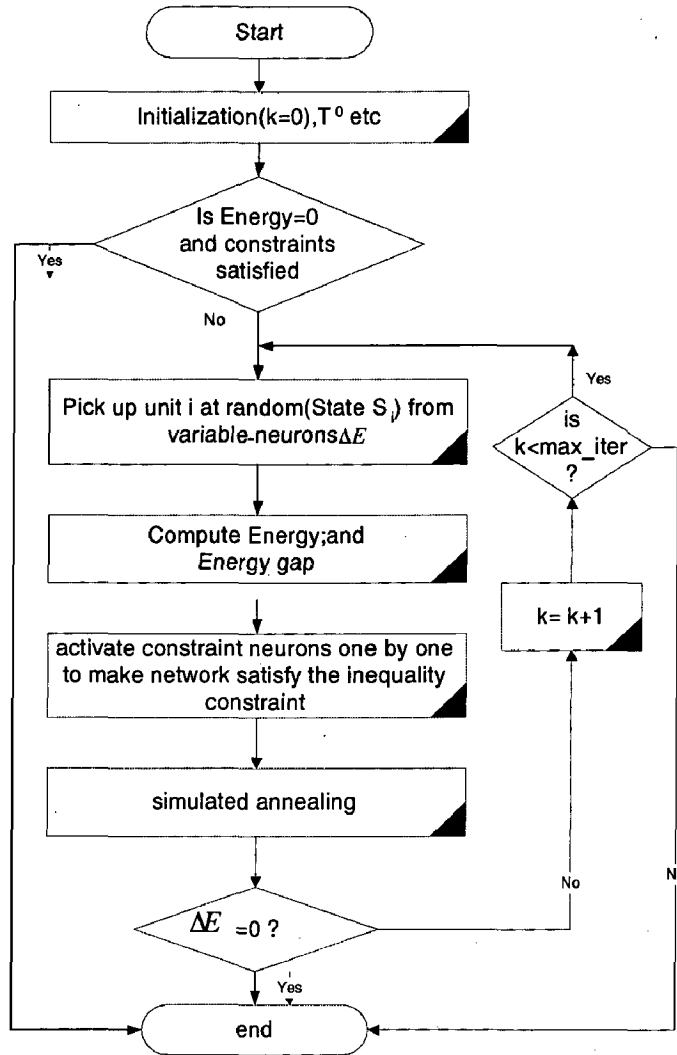 Start
Initialization(k=0),T⁰ etc
Is Energy=0
and constraints
satisfied
Yes
No
Pick up unit i at random(State S i) from
variable-neuronsΔE
Compute Energy;and
Energy gap
activate constraint neurons one by one
to make network satisfy the inequality
constraint
simulated annealing
ΔE =0 ?
Yes
No
k= k+1
is
k<max_iter
?
Yes
N
end